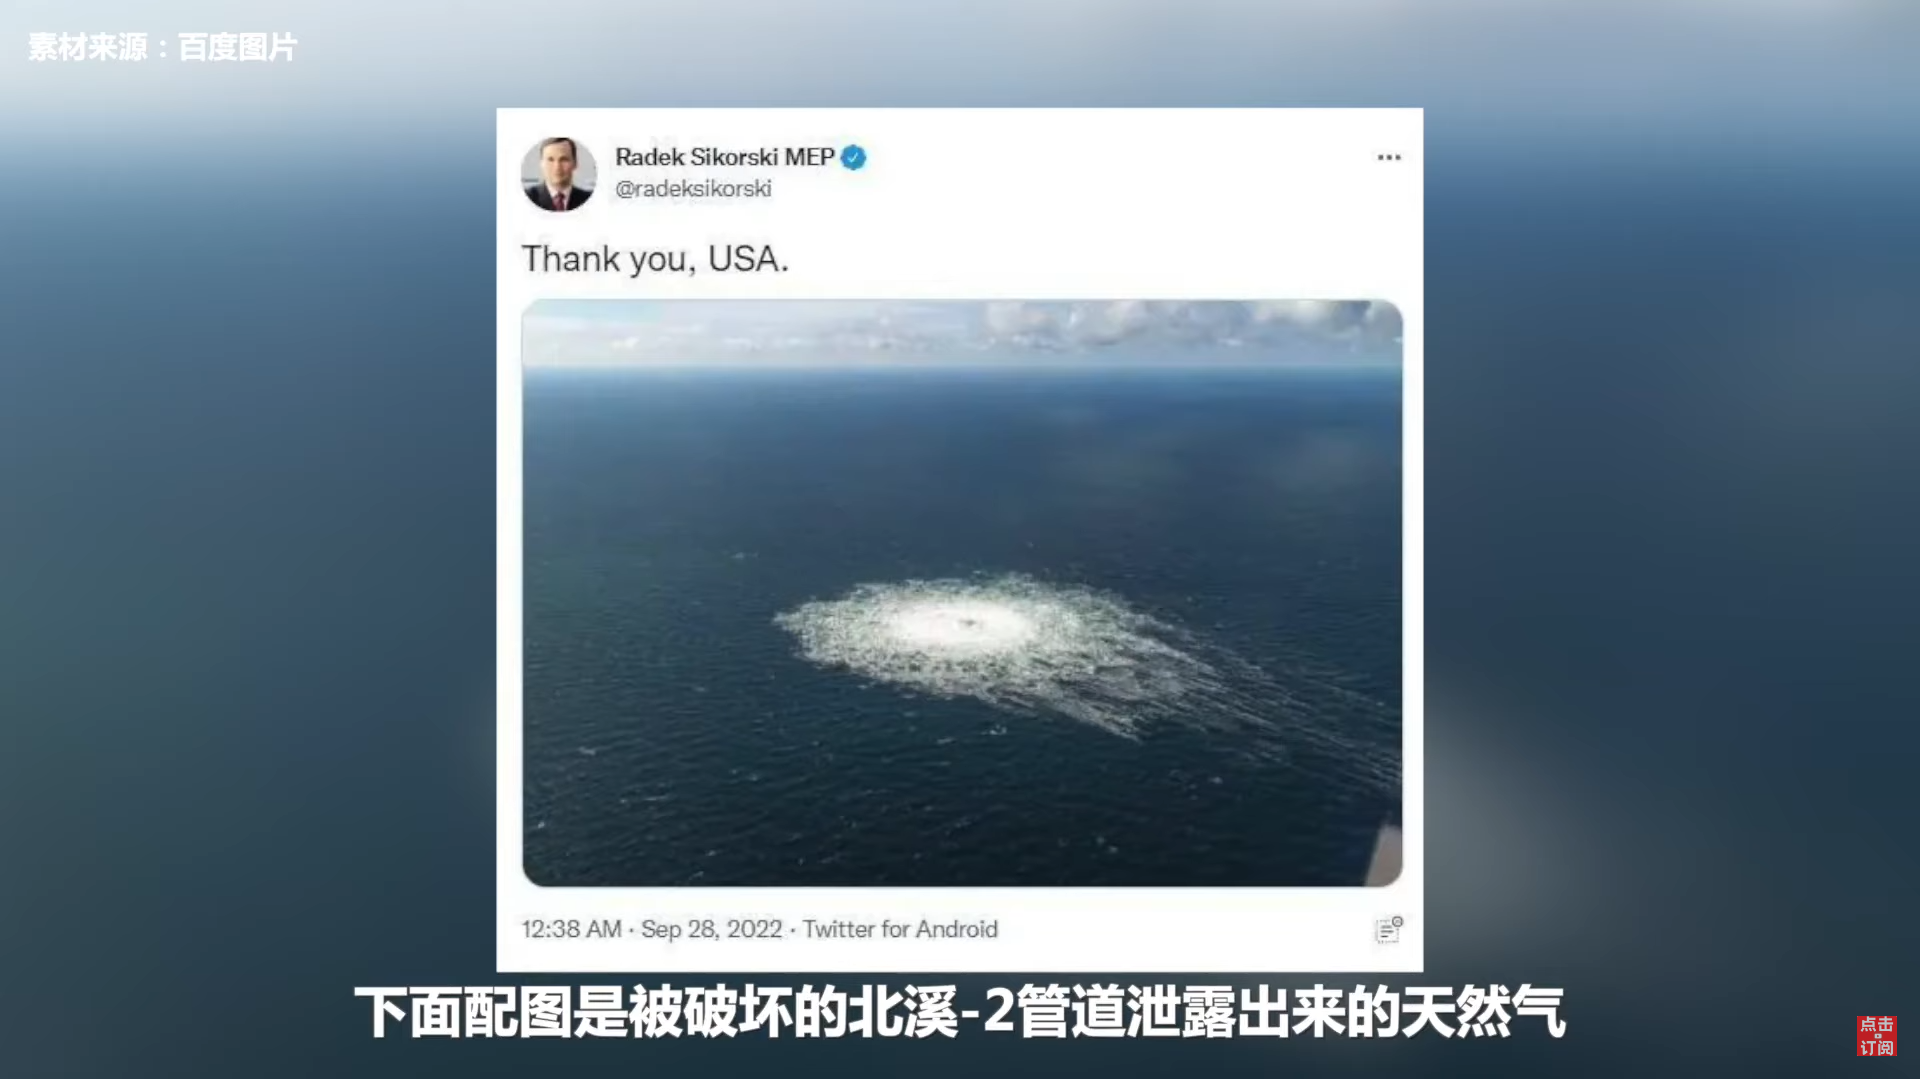 素材来源：百度图片
Radek Sikorski MEP
@radeksikorski
Thank you, USA.
12:38 AM · Sep 28, 2022 · Twitter for Android
下面配图是被破坏的北溪-2管道泄露出来的天然气
点击
订阅